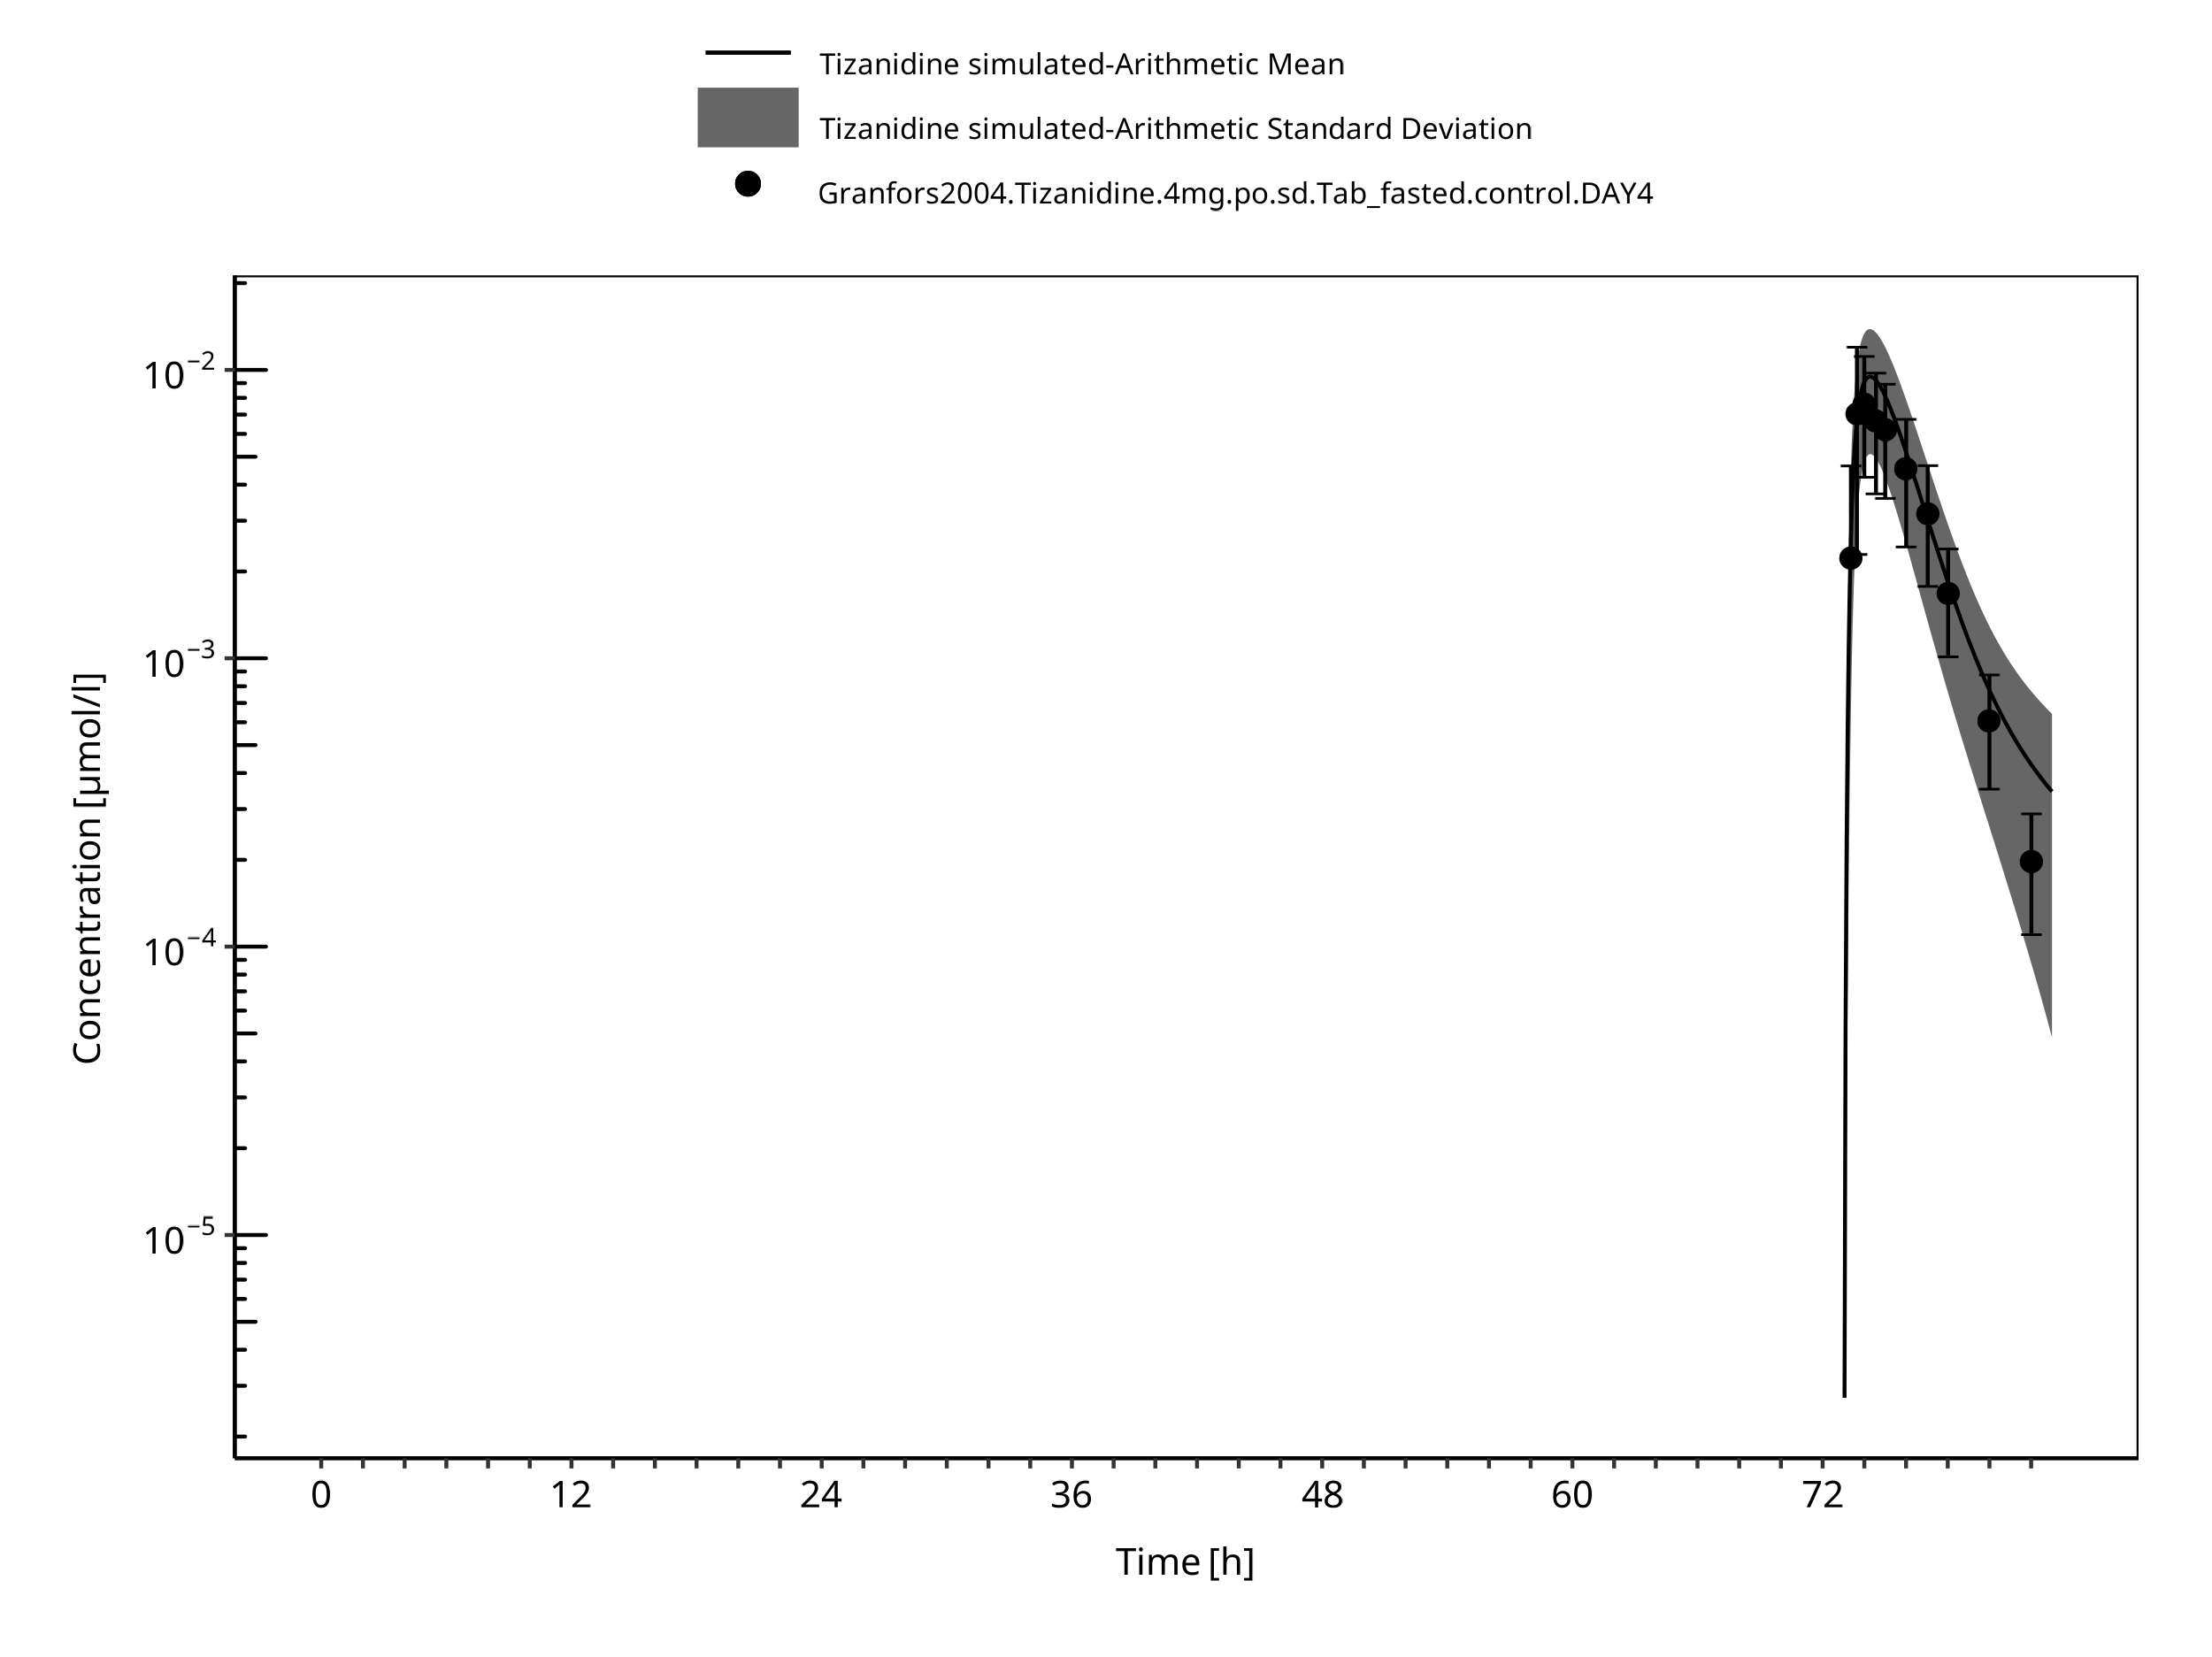 Tizanidine simulated-Arithmetic Mean
Tizanidine simulated-Arithmetic Standard Deviation
Granfors2004.Tizanidine.4mg.po.sd.Tab_fasted.control.DAY4
10⁻²
10⁻³
10⁻⁴
10⁻⁵
Concentration [µmol/l]
0 12 24 36 48 60 72
Time [h]